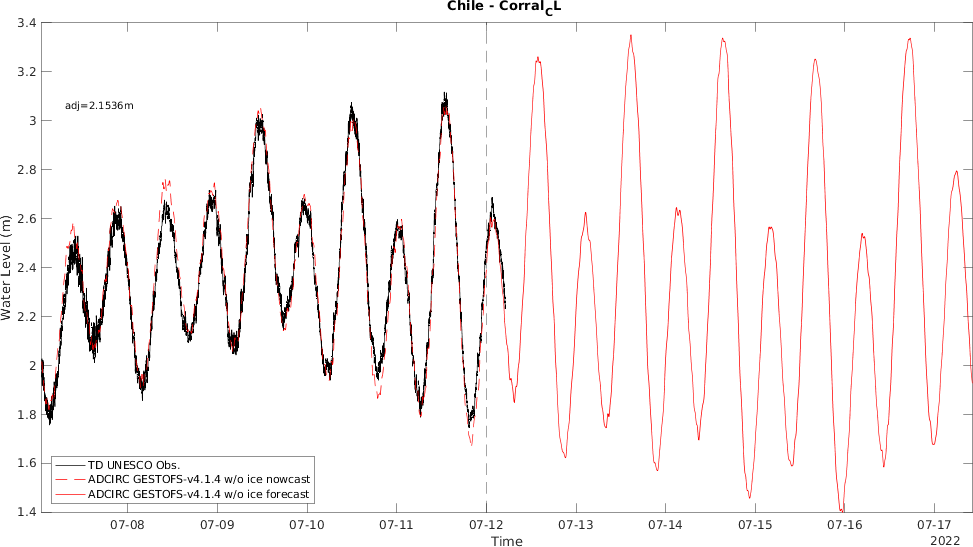 Chile - Corral_CL
3.4
3.2
adj=2.1536m
3
2.8
2.6
2.4
2.2
2
1.8
1.6
1.4
Water Level (m)
TD UNESCO Obs.
ADCIRC GESTOFS-v4.1.4 w/o ice nowcast
ADCIRC GESTOFS-v4.1.4 w/o ice forecast
07-08 07-09 07-10 07-11 07-12 07-13 07-14 07-15 07-16 07-17
Time
2022